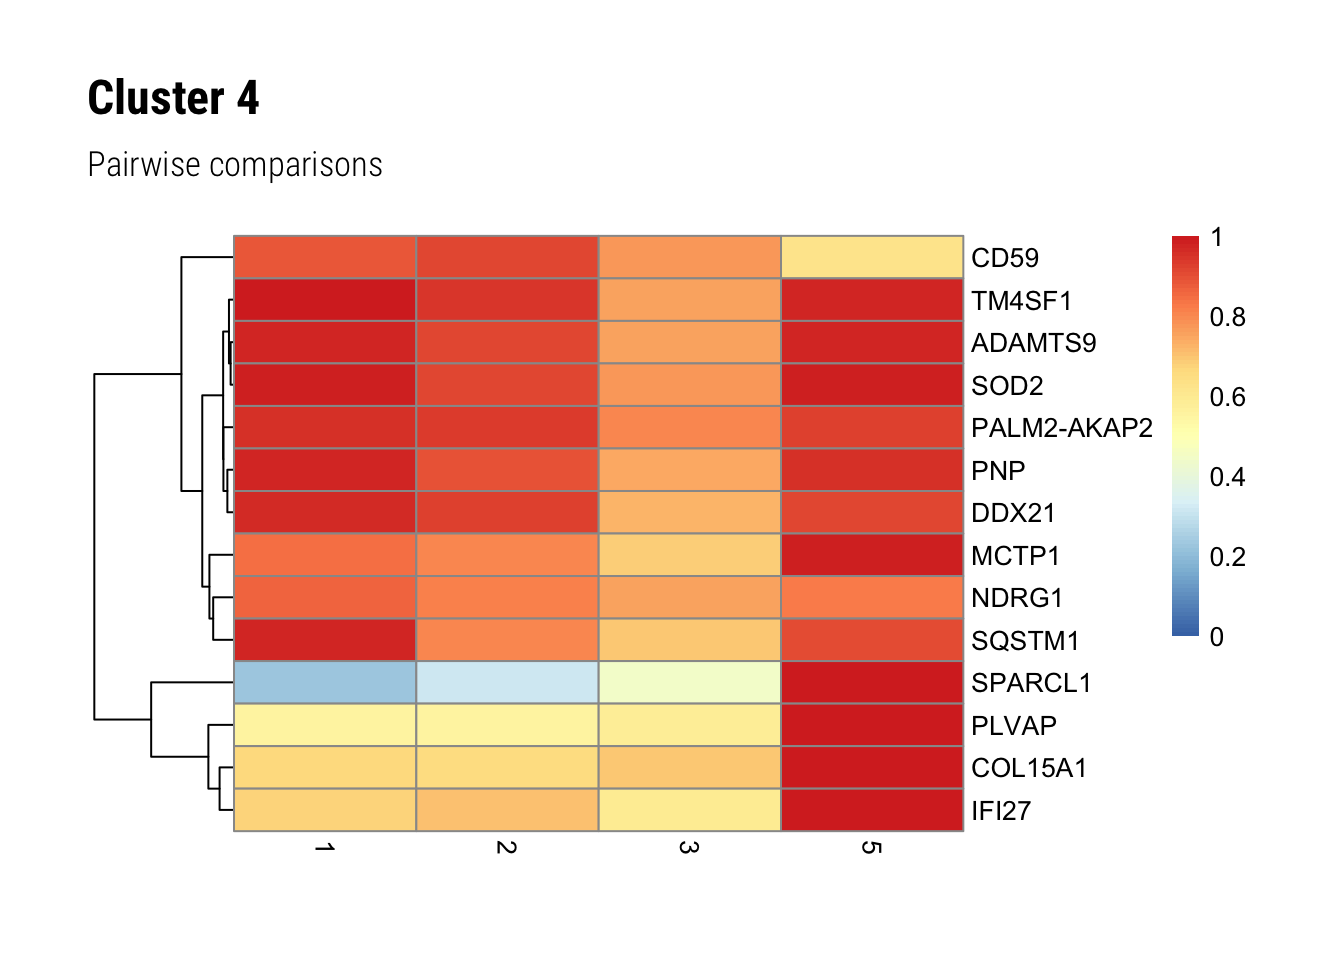 Cluster 4
Pairwise comparisons
CD59
TM4SF1
ADAMTS9
SOD2
PALM2-AKAP2
PNP
DDX21
MCTP1
NDRG1
SQSTM1
SPARCL1
PLVAP
COL15A1
IFI27
1
2
3
5
1
0.8
0.6
0.4
0.2
0